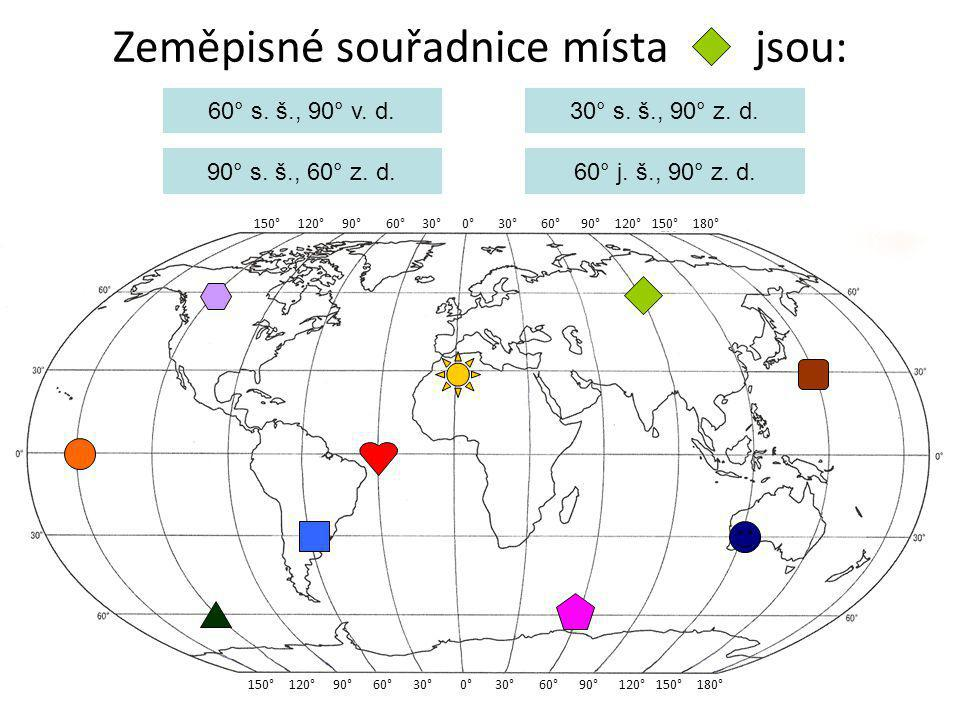 Zeměpisné souřadnice místa jsou:
60° s. š., 90° v. d.
30° s. š., 90° z. d.
90° s. š., 60° z. d.
60° j. š., 90° z. d.
150° 120° 90° 60° 30° 0° 30° 60° 90° 120° 150° 180°
60° 60°
30° 30°
0° 0°
30° 30°
60° 60°
150° 120° 90° 60° 30° 0° 30° 60° 90° 120° 150° 180°